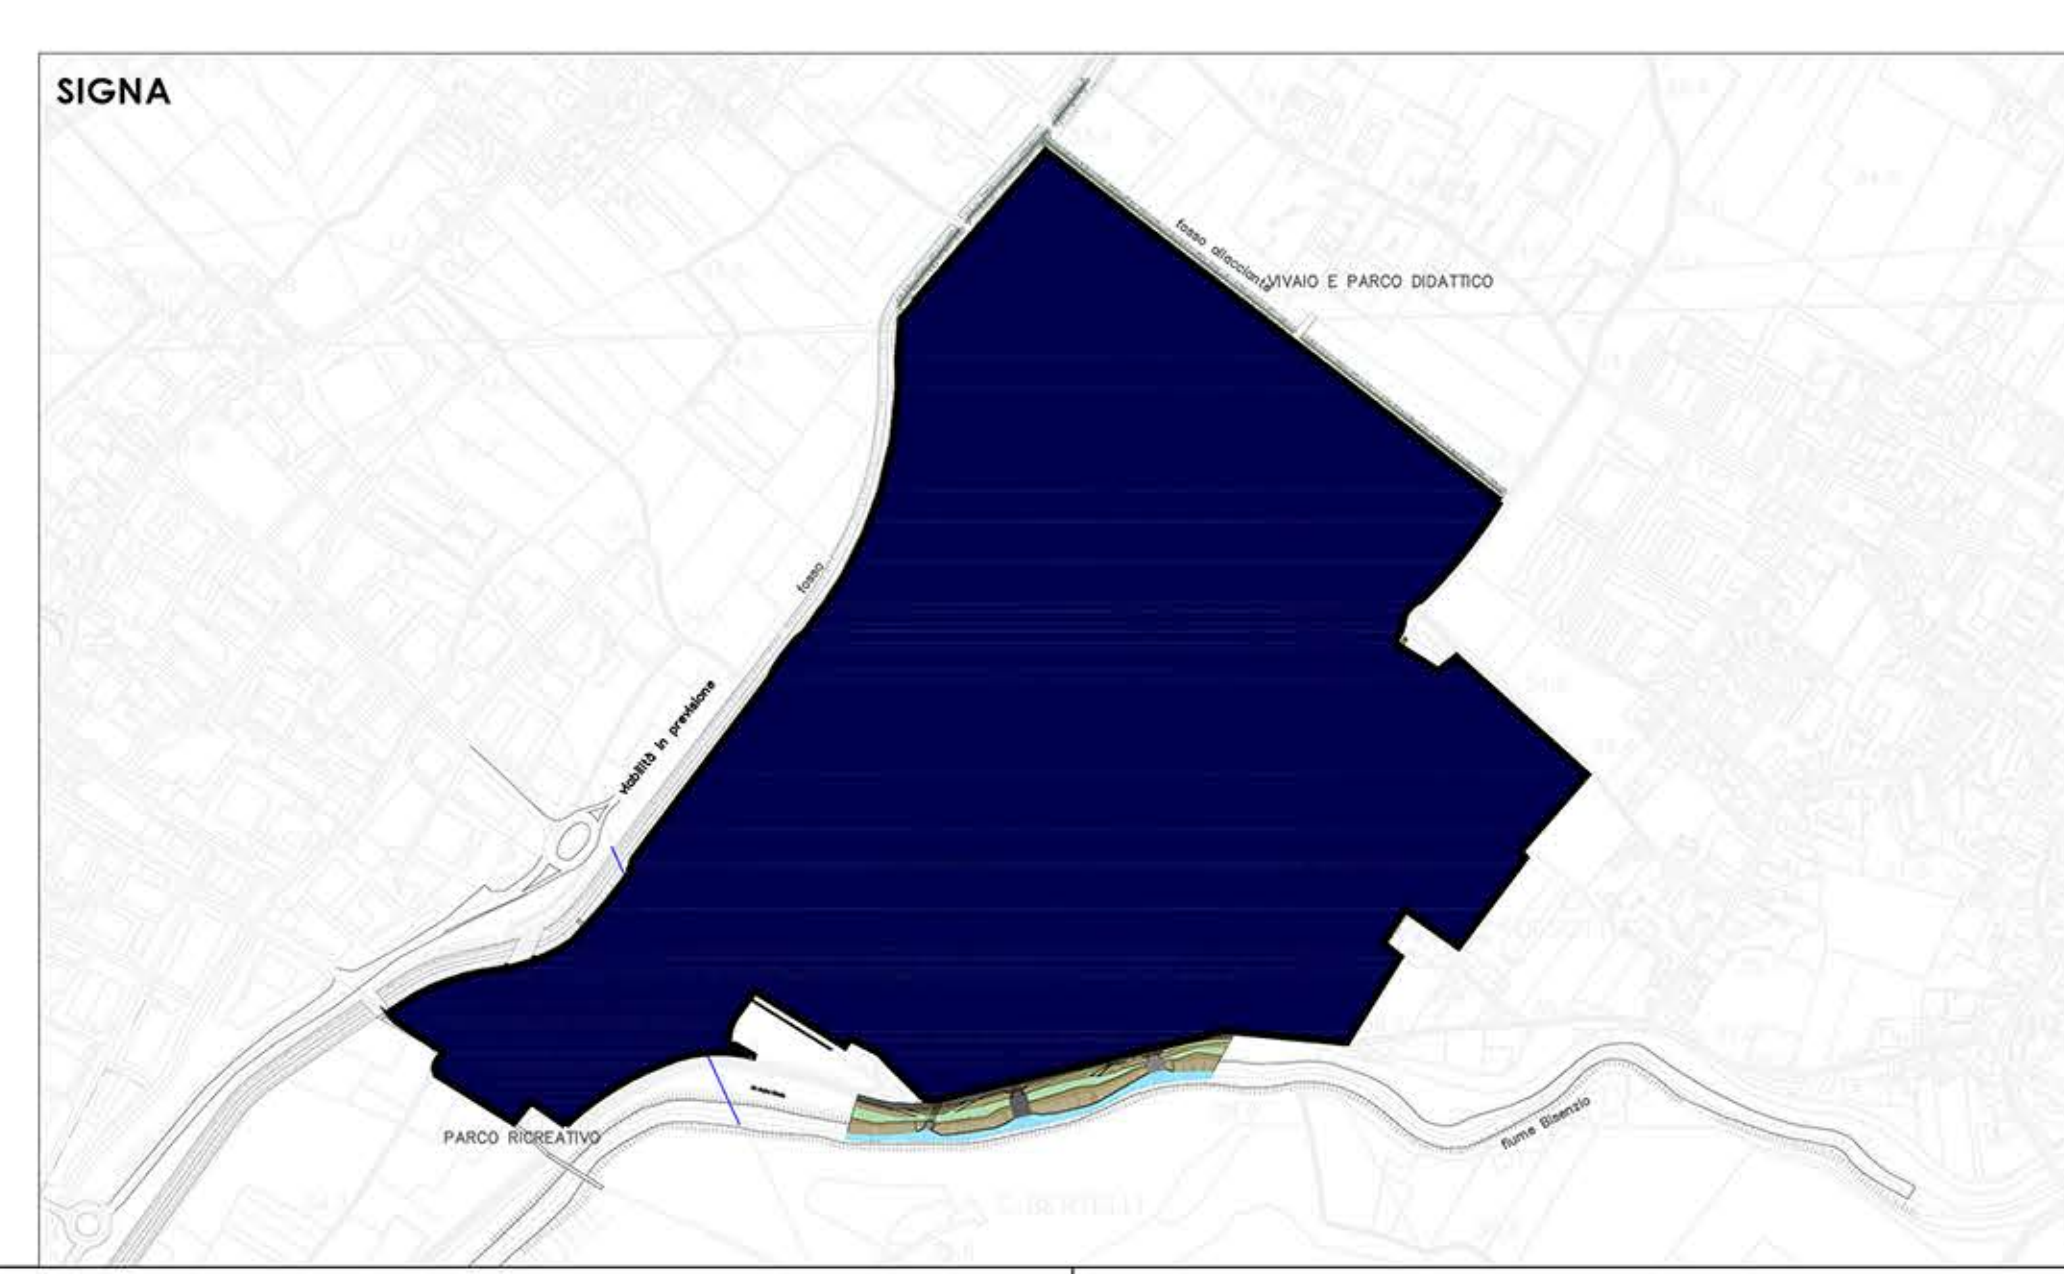 SIGNA
fosso allacciante
VIVAIO E PARCO DIDATTICO
fosso
viabilità in previsione
PARCO RICREATIVO
fiume Bisenzio